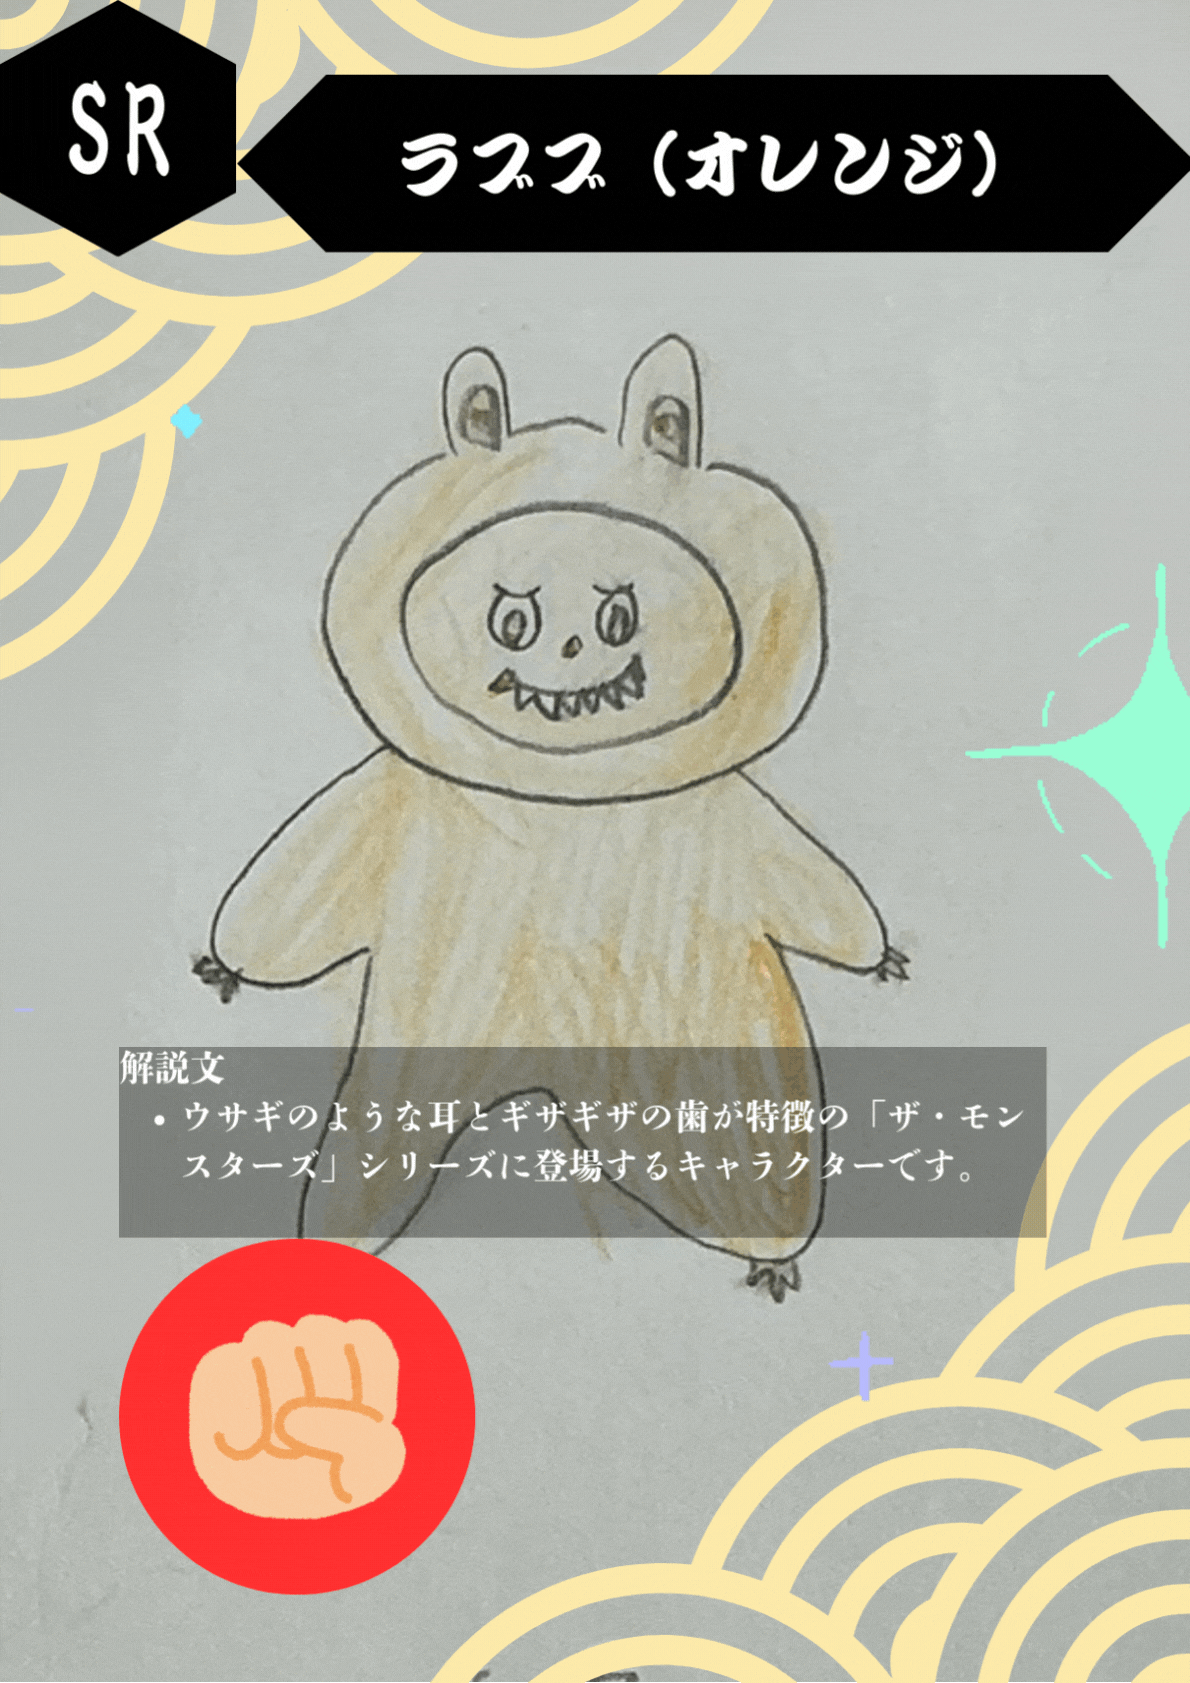 SR
ラブブ（オレンジ）
解説文
• ウサギのような耳とギザギザの歯が特徴の「ザ・モン
スターズ」シリーズに登場するキャラクターです。